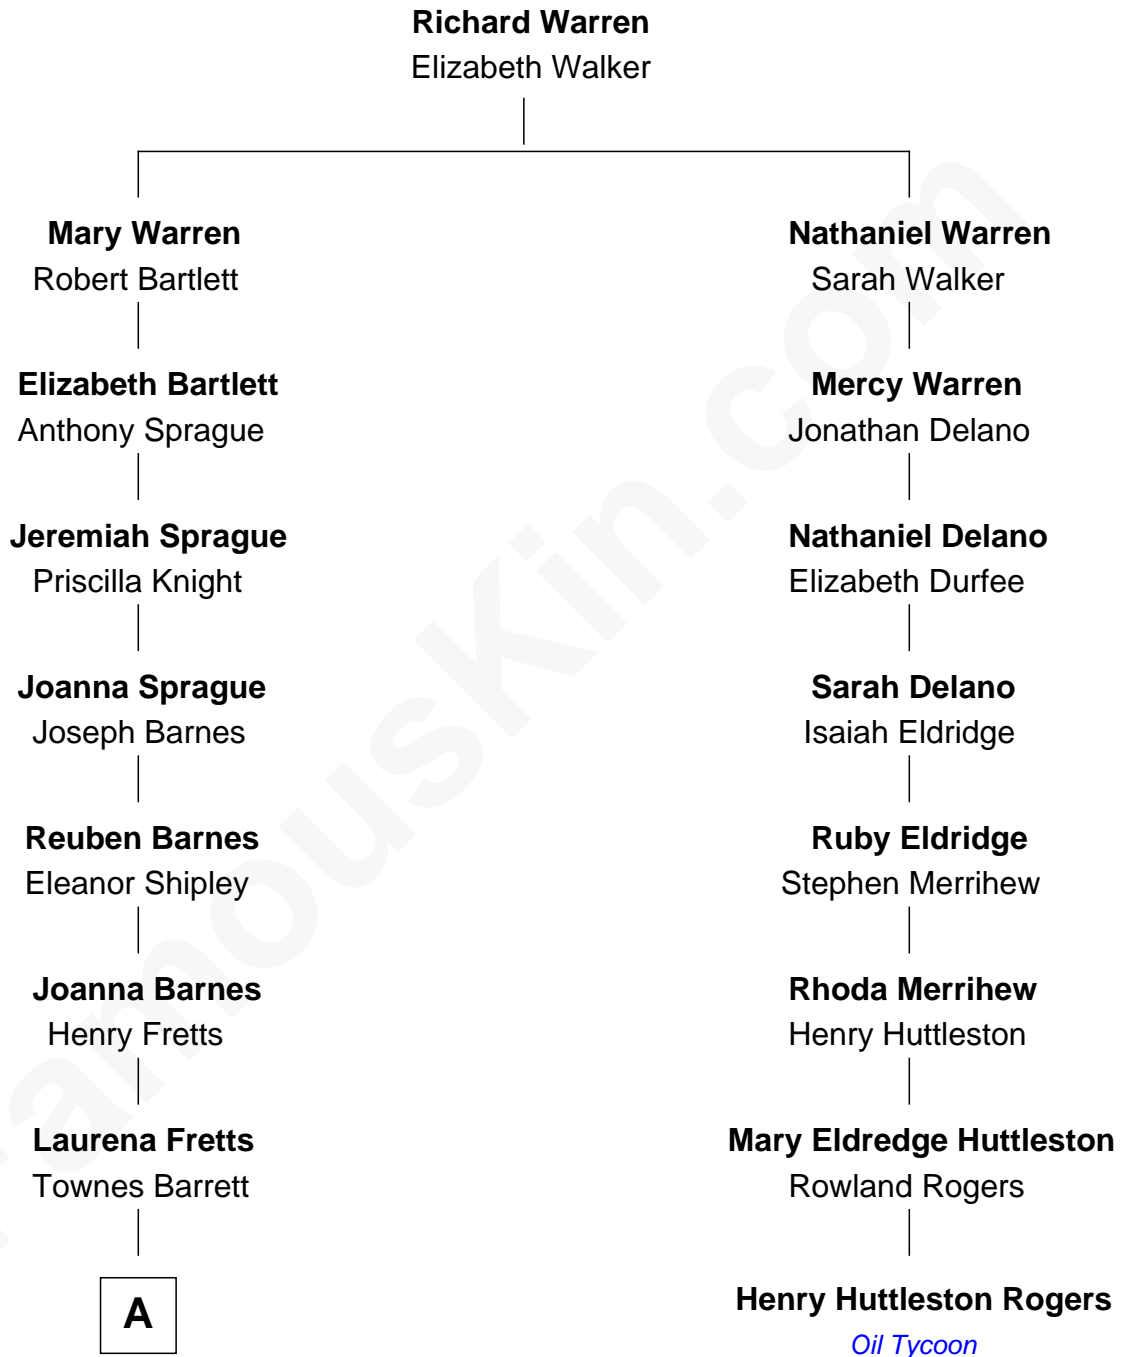 Richard Warren
Elizabeth Walker
Mary Warren
Robert Bartlett
Nathaniel Warren
Sarah Walker
Elizabeth Bartlett
Anthony Sprague
Mercy Warren
Jonathan Delano
Jeremiah Sprague
Priscilla Knight
Nathaniel Delano
Elizabeth Durfee
Joanna Sprague
Joseph Barnes
Sarah Delano
Isaiah Eldridge
Reuben Barnes
Eleanor Shipley
Ruby Eldridge
Stephen Merrihew
Joanna Barnes
Henry Fretts
Rhoda Merrihew
Henry Huttleston
Laurena Fretts
Townes Barrett
Mary Eldredge Huttleston
Rowland Rogers
A
Henry Huttleston Rogers
Oil Tycoon
FamousKin.com